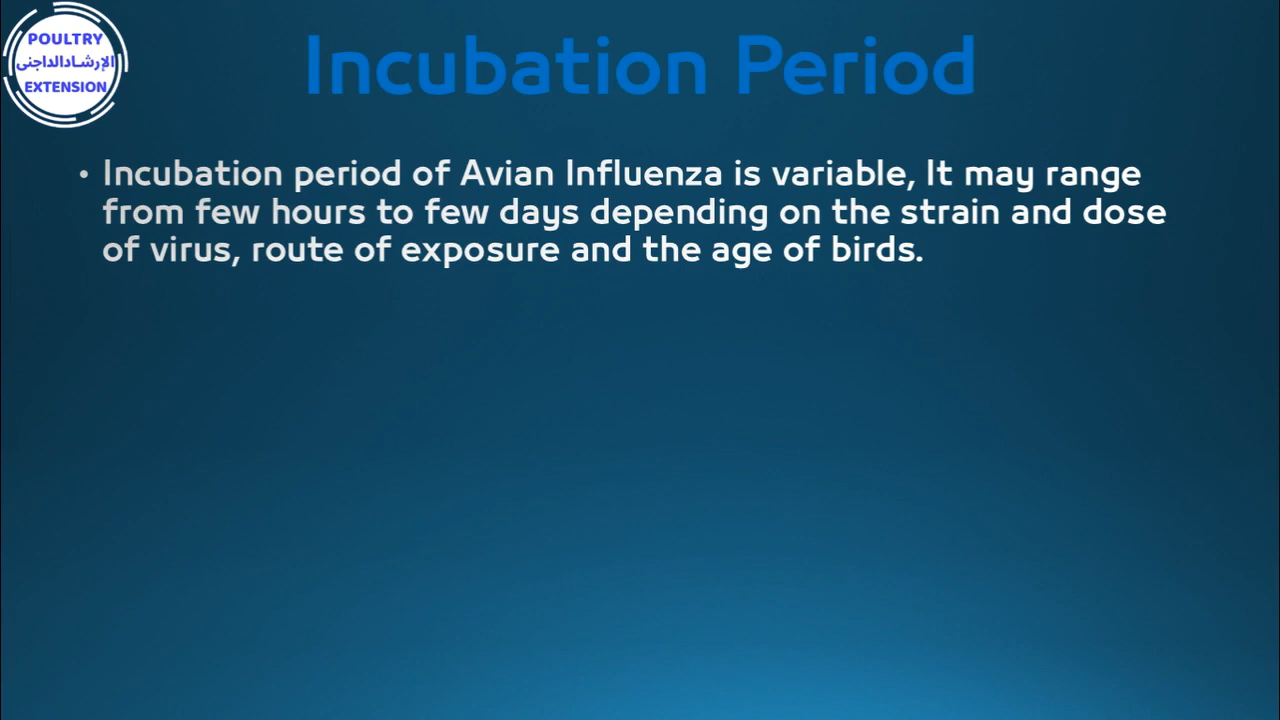 POULTRY
الإرشادالداجنى
EXTENSION
Incubation Period
• Incubation period of Avian Influenza is variable, It may range
from few hours to few days depending on the strain and dose
of virus, route of exposure and the age of birds.